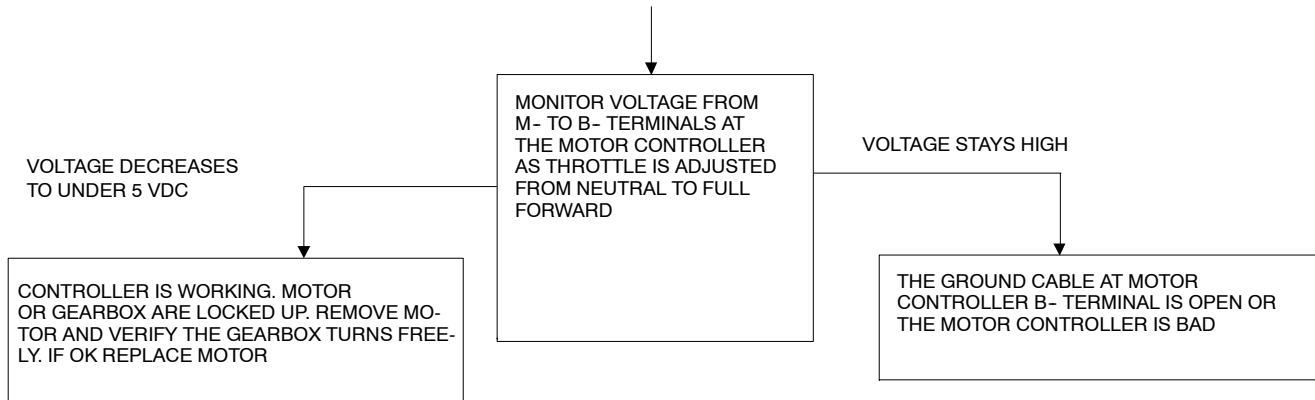 MONITOR VOLTAGE FROM
M- TO B- TERMINALS AT
THE MOTOR CONTROLLER
AS THROTTLE IS ADJUSTED
FROM NEUTRAL TO FULL
FORWARD
VOLTAGE DECREASES
TO UNDER 5 VDC
VOLTAGE STAYS HIGH
CONTROLLER IS WORKING. MOTOR
OR GEARBOX ARE LOCKED UP. REMOVE MO-
TOR AND VERIFY THE GEARBOX TURNS FREE-
LY. IF OK REPLACE MOTOR
THE GROUND CABLE AT MOTOR
CONTROLLER B- TERMINAL IS OPEN OR
THE MOTOR CONTROLLER IS BAD